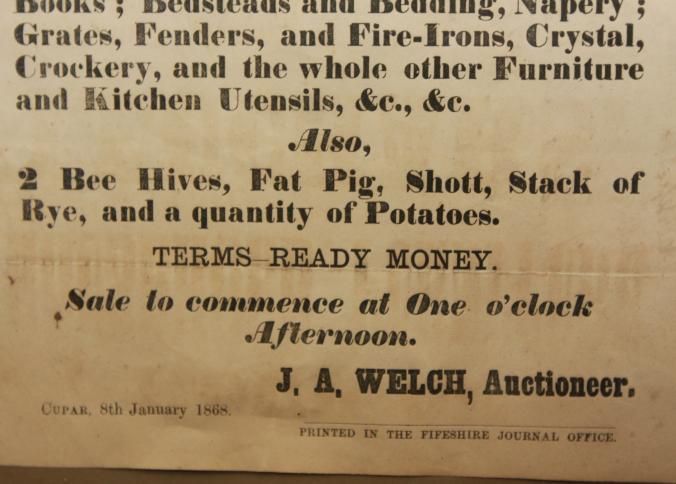 Books ; Bedsteads and Bedding, Napery ;
Grates, Fenders, and Fire-Irons, Crystal,
Crockery, and the whole other Furniture
and Kitchen Utensils, &c., &c.
Also,
2 Bee Hives, Fat Pig, Shott, Stack of
Rye, and a quantity of Potatoes.
TERMS—READY MONEY.
Sale to commence at One o'clock
Afternoon.
J. A. WELCH, Auctioneer.
CUPAR, 8th January 1868.
PRINTED IN THE FIFESHIRE JOURNAL OFFICE.